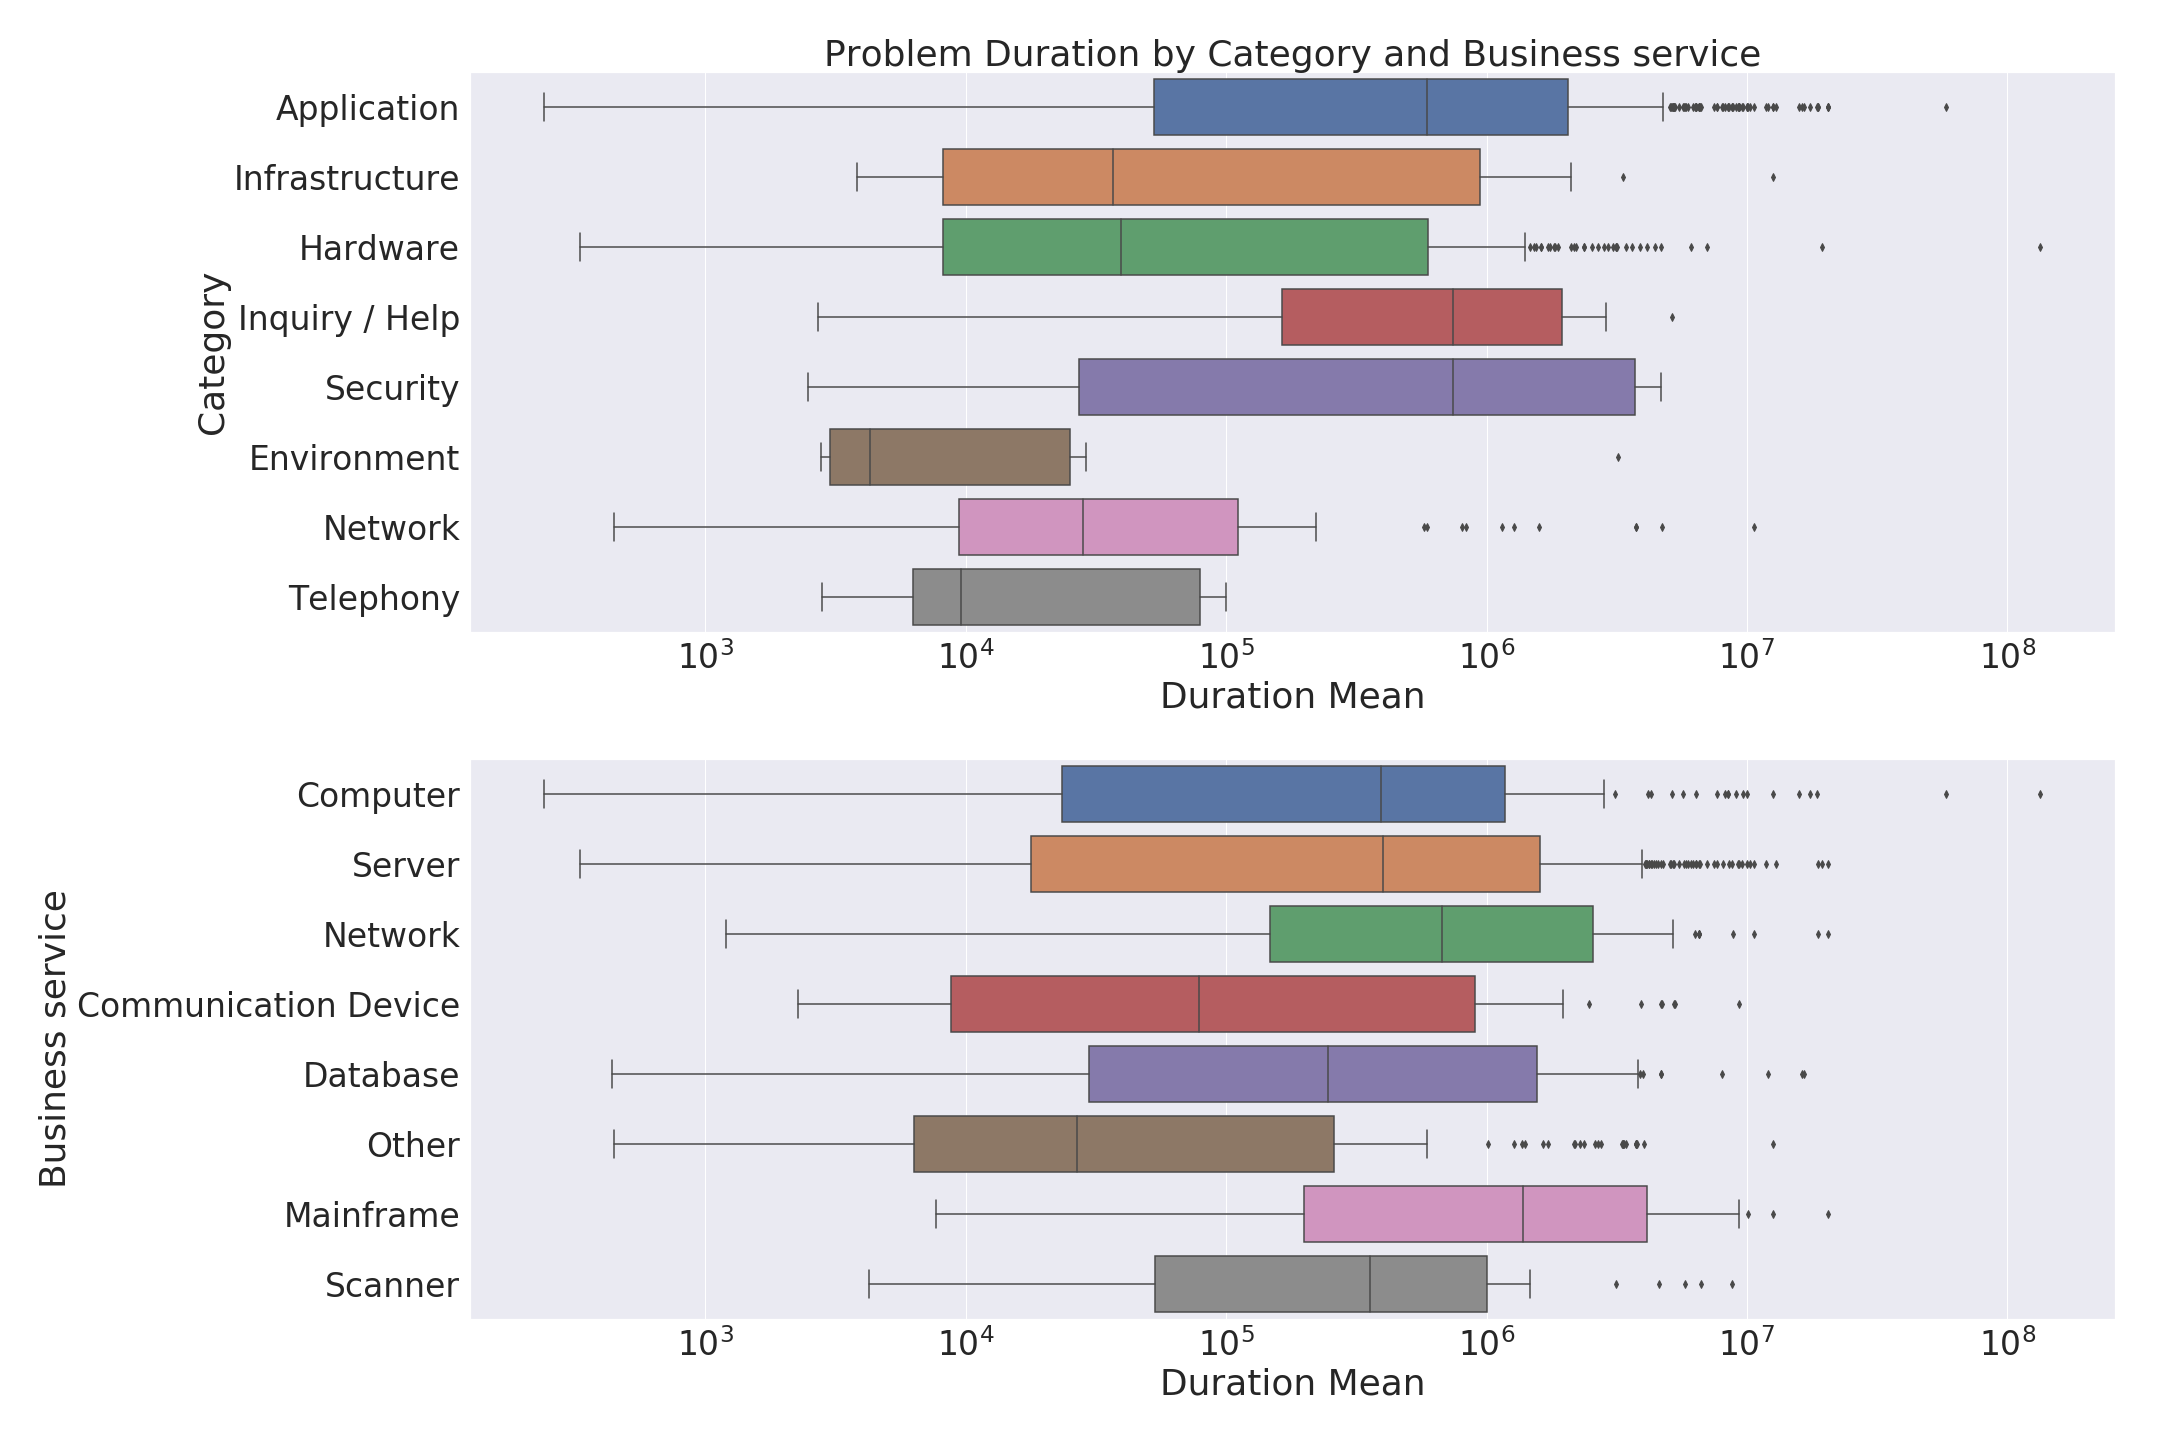 Problem Duration by Category and Business service
Category
Application
Infrastructure
Hardware
Inquiry / Help
Security
Environment
Network
Telephony
10³ 10⁴ 10⁵ 10⁶ 10⁷ 10⁸
Duration Mean
Business service
Computer
Server
Network
Communication Device
Database
Other
Mainframe
Scanner
10³ 10⁴ 10⁵ 10⁶ 10⁷ 10⁸
Duration Mean